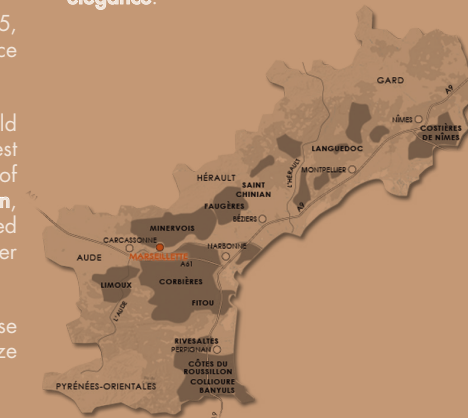 elegance.
5,
ce
ld
est
of
n,
ed
er
se
ze
GARD
A9
NÎMES
COSTIÈRES
DE NÎMES
LANGUEDOC
MONTPELLIER
L'HÉRAULT
HÉRAULT
SAINT
CHINIAN
FAUGÈRES
BÉZIERS
A9
MINERVOIS
CARCASSONNE
NARBONNE
MARSEILLETTE
AUDE
A61
LIMOUX
CORBIÈRES
FITOU
L'AUDE
RIVESALTES
PERPIGNAN
CÔTES DU
ROUSSILLON
COLLIOURE
BANYULS
PYRÉNÉES-ORIENTALES
A9